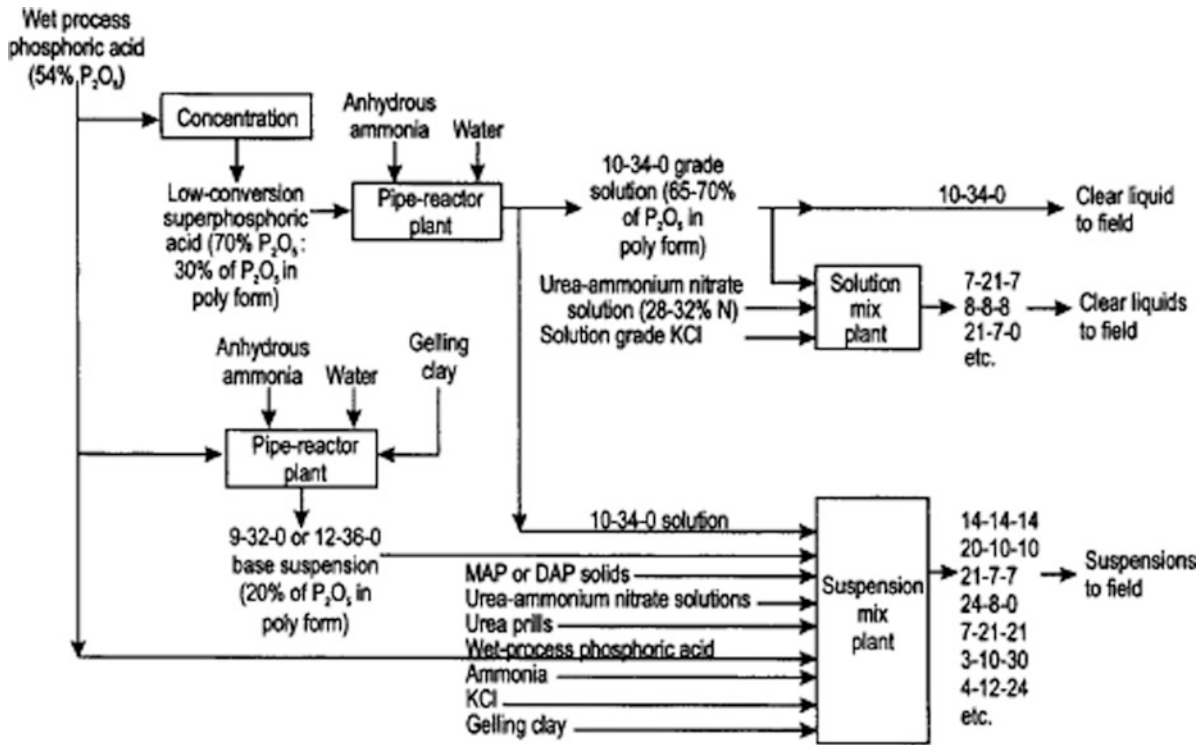 Wet process
phosphoric acid
(54% P₂O₅)
Concentration
Low-conversion
superphosphoric
acid (70% P₂O₅:
30% of P₂O₅ in
poly form)
Anhydrous
ammonia
Water
Pipe-reactor
plant
10-34-0 grade
solution (65-70%
of P₂O₅ in
poly form)
10-34-0
Clear liquid
to field
Urea-ammonium nitrate
solution (28-32% N)
Solution grade KCl
Solution
mix
plant
7-21-7
8-8-8
21-7-0
etc.
Clear liquids
to field
Anhydrous
ammonia
Water
Gelling
clay
Pipe-reactor
plant
9-32-0 or 12-36-0
base suspension
(20% of P₂O₅ in
poly form)
10-34-0 solution
MAP or DAP solids
Urea-ammonium nitrate solutions
Urea prills
Wet-process phosphoric acid
Ammonia
KCl
Gelling clay
Suspension
mix
plant
14-14-14
20-10-10
21-7-7
24-8-0
7-21-21
3-10-30
4-12-24
etc.
Suspensions
to field